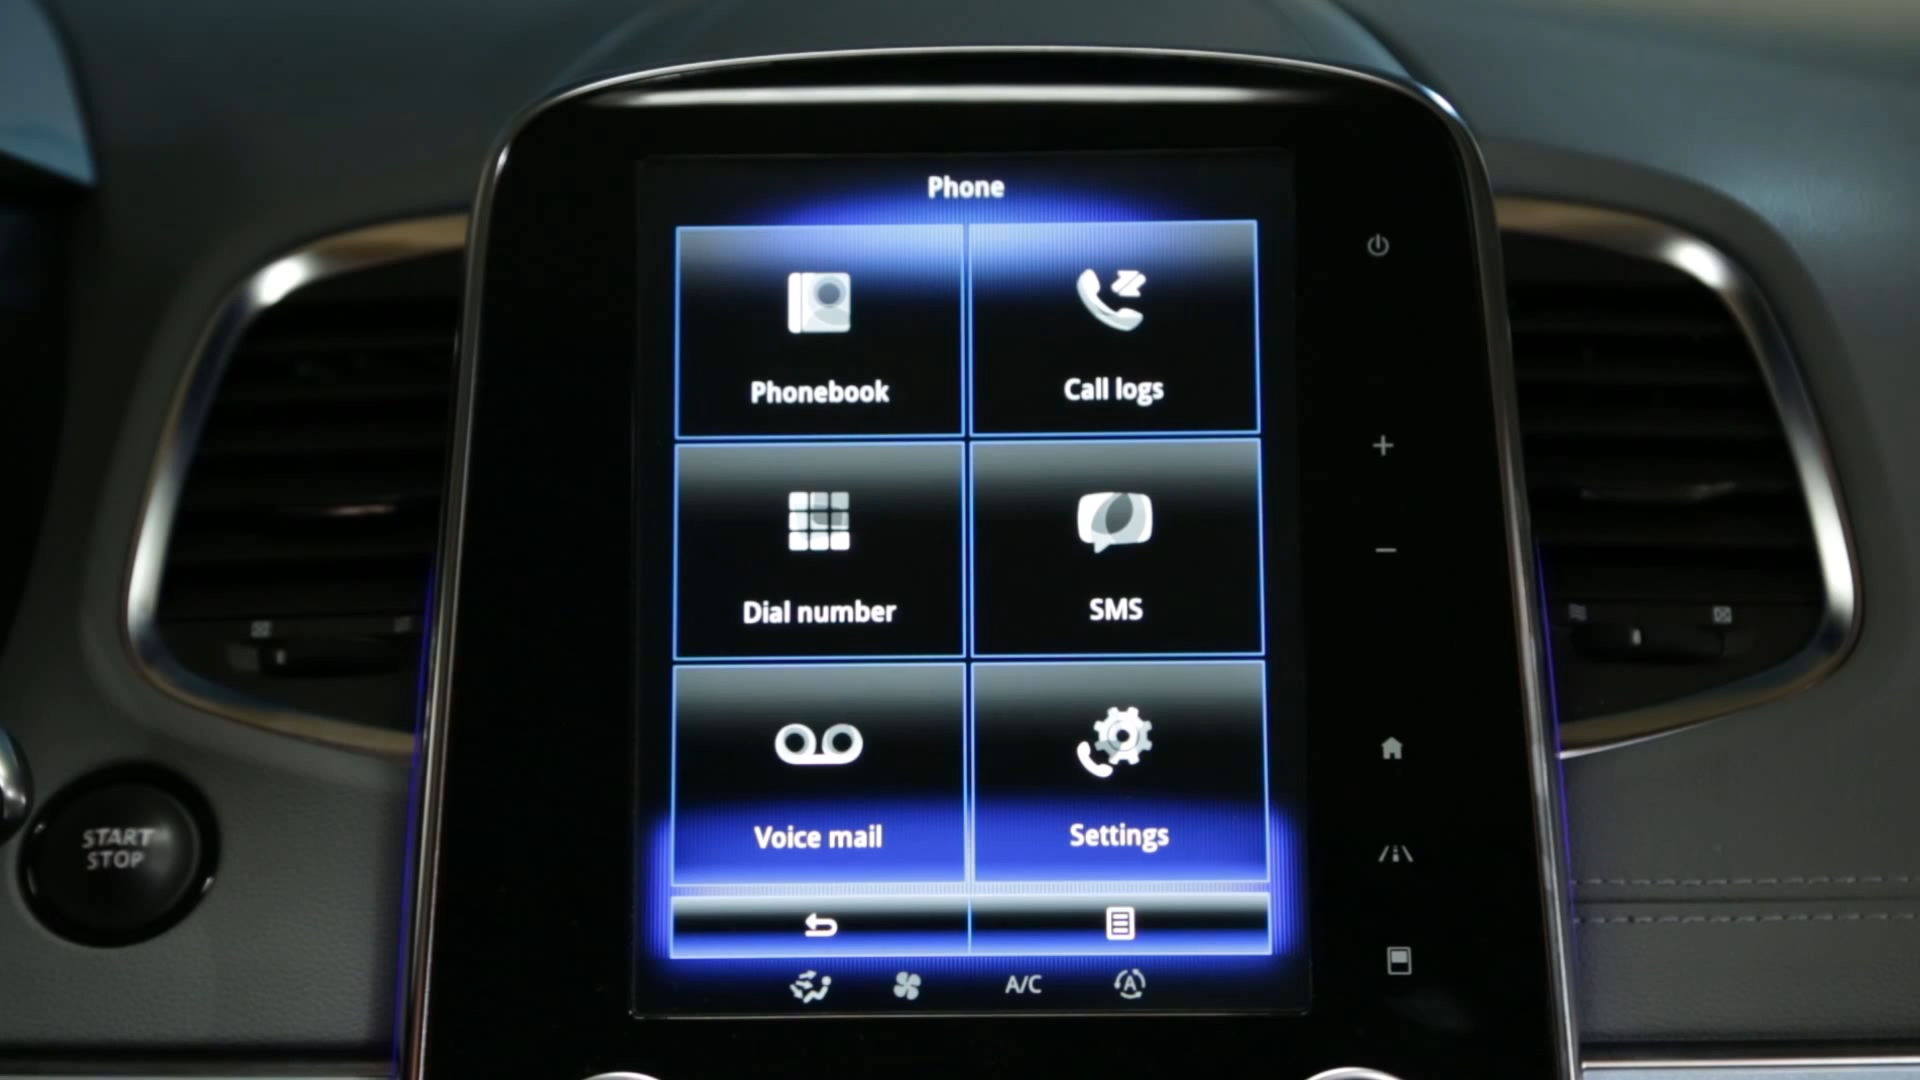 Phone
Phonebook
Call logs
Dial number
SMS
Voice mail
Settings
A/C
A
START
STOP